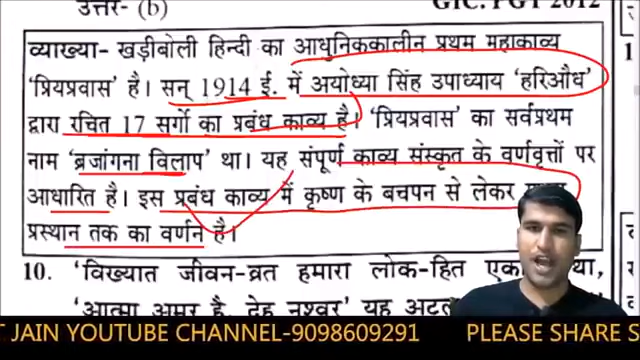 उत्तर- (b) GIC. PGT 2012
व्याख्या- खड़ीबोली हिन्दी का आधुनिककालीन प्रथम महाकाव्य
‘प्रियप्रवास’ है। सन् 1914 ई. में अयोध्या सिंह उपाध्याय ‘हरिऔध’
द्वारा रचित 17 सर्गो का प्रबंध काव्य है। ‘प्रियप्रवास’ का सर्वप्रथम
नाम ‘ब्रजांगना विलाप’ था। यह संपूर्ण काव्य संस्कृत के वर्णवृत्तों पर
आधारित है। इस प्रबंध काव्य में कृष्ण के बचपन से लेकर
प्रस्थान तक का वर्णन है।
10. ‘विख्यात जीवन-व्रत हमारा लोक-हित
‘आत्मा अमर है, देह नश्वर’ यह अटल
JAIN YOUTUBE CHANNEL-9098609291 PLEASE SHARE